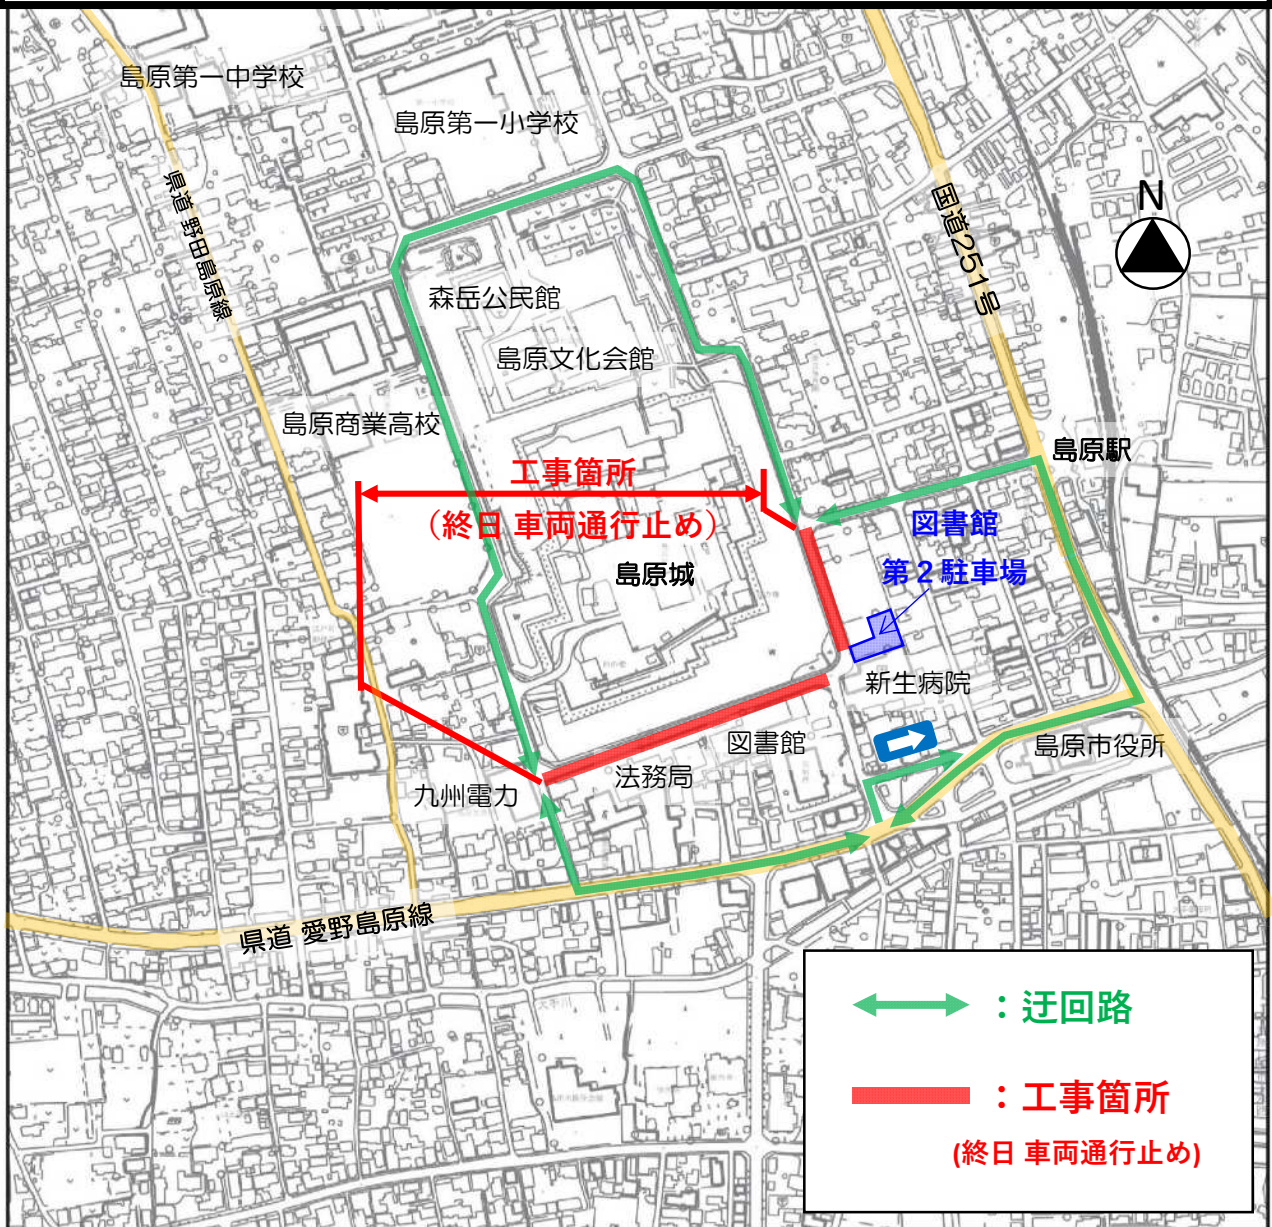 島原第一中学校
島原第一小学校
県道 野田島原線
国道251号
N
森岳公民館
島原文化会館
島原商業高校
島原駅
工事箇所
（終日 車両通行止め）
図書館
第２駐車場
島原城
新生病院
図書館
島原市役所
法務局
九州電力
県道 愛野島原線
：迂回路
：工事箇所
(終日 車両通行止め)